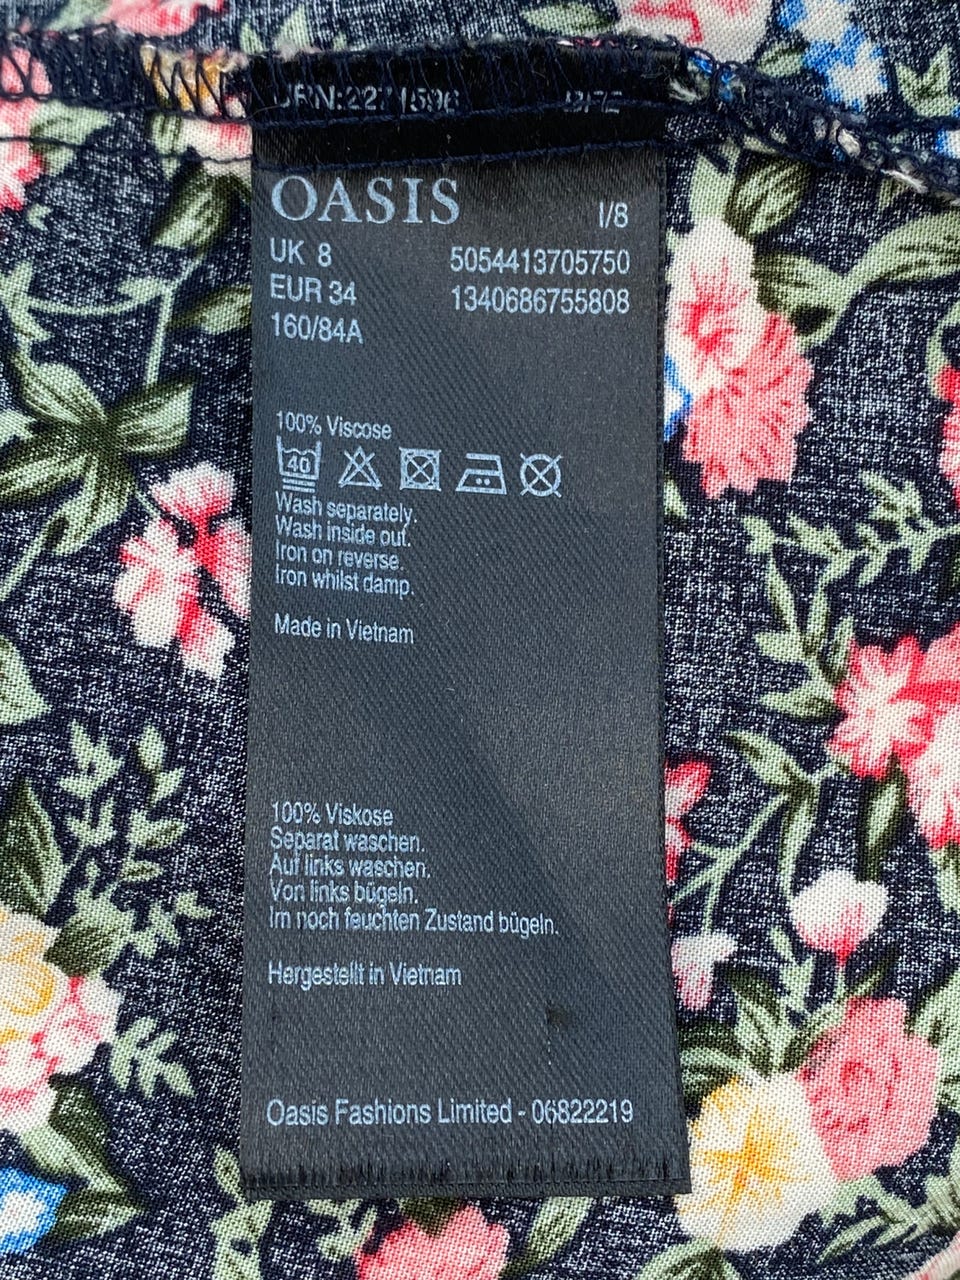 OASIS
I/8
UK 8 5054413705750
EUR 34 1340686755808
160/84A
100% Viscose
40
Wash separately.
Wash inside out.
Iron on reverse.
Iron whilst damp.
Made in Vietnam
100% Viskose
Separat waschen.
Auf links waschen.
Von links bügeln.
Im noch feuchten Zustand bügeln.
Hergestellt in Vietnam
Oasis Fashions Limited - 06822219